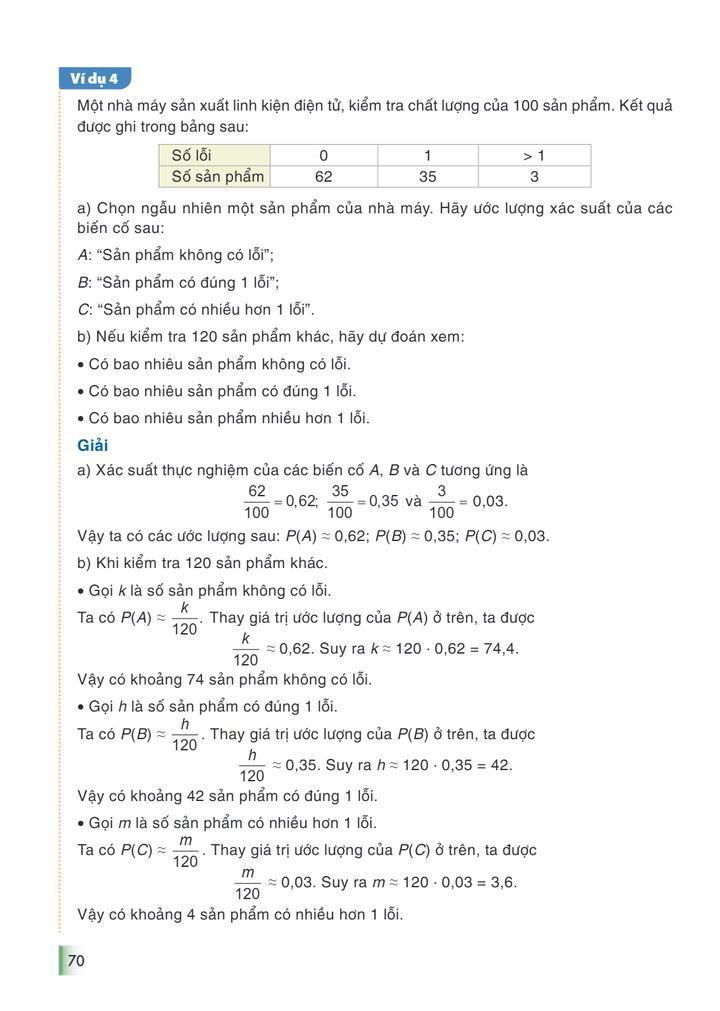 Ví dụ 4
Một nhà máy sản xuất linh kiện điện tử, kiểm tra chất lượng của 100 sản phẩm. Kết quả
được ghi trong bảng sau:
Số lỗi 0 1 > 1
Số sản phẩm 62 35 3
a) Chọn ngẫu nhiên một sản phẩm của nhà máy. Hãy ước lượng xác suất của các
biến cố sau:
A: “Sản phẩm không có lỗi”;
B: “Sản phẩm có đúng 1 lỗi”;
C: “Sản phẩm có nhiều hơn 1 lỗi”.
b) Nếu kiểm tra 120 sản phẩm khác, hãy dự đoán xem:
• Có bao nhiêu sản phẩm không có lỗi.
• Có bao nhiêu sản phẩm có đúng 1 lỗi.
• Có bao nhiêu sản phẩm nhiều hơn 1 lỗi.
Giải
a) Xác suất thực nghiệm của các biến cố A, B và C tương ứng là
62/100 = 0,62; 35/100 = 0,35 và 3/100 = 0,03.
Vậy ta có các ước lượng sau: P(A) ≈ 0,62; P(B) ≈ 0,35; P(C) ≈ 0,03.
b) Khi kiểm tra 120 sản phẩm khác.
• Gọi k là số sản phẩm không có lỗi.
Ta có P(A) ≈ k/120. Thay giá trị ước lượng của P(A) ở trên, ta được
k/120 ≈ 0,62. Suy ra k ≈ 120 · 0,62 = 74,4.
Vậy có khoảng 74 sản phẩm không có lỗi.
• Gọi h là số sản phẩm có đúng 1 lỗi.
Ta có P(B) ≈ h/120. Thay giá trị ước lượng của P(B) ở trên, ta được
h/120 ≈ 0,35. Suy ra h ≈ 120 · 0,35 = 42.
Vậy có khoảng 42 sản phẩm có đúng 1 lỗi.
• Gọi m là số sản phẩm có nhiều hơn 1 lỗi.
Ta có P(C) ≈ m/120. Thay giá trị ước lượng của P(C) ở trên, ta được
m/120 ≈ 0,03. Suy ra m ≈ 120 · 0,03 = 3,6.
Vậy có khoảng 4 sản phẩm có nhiều hơn 1 lỗi.
70